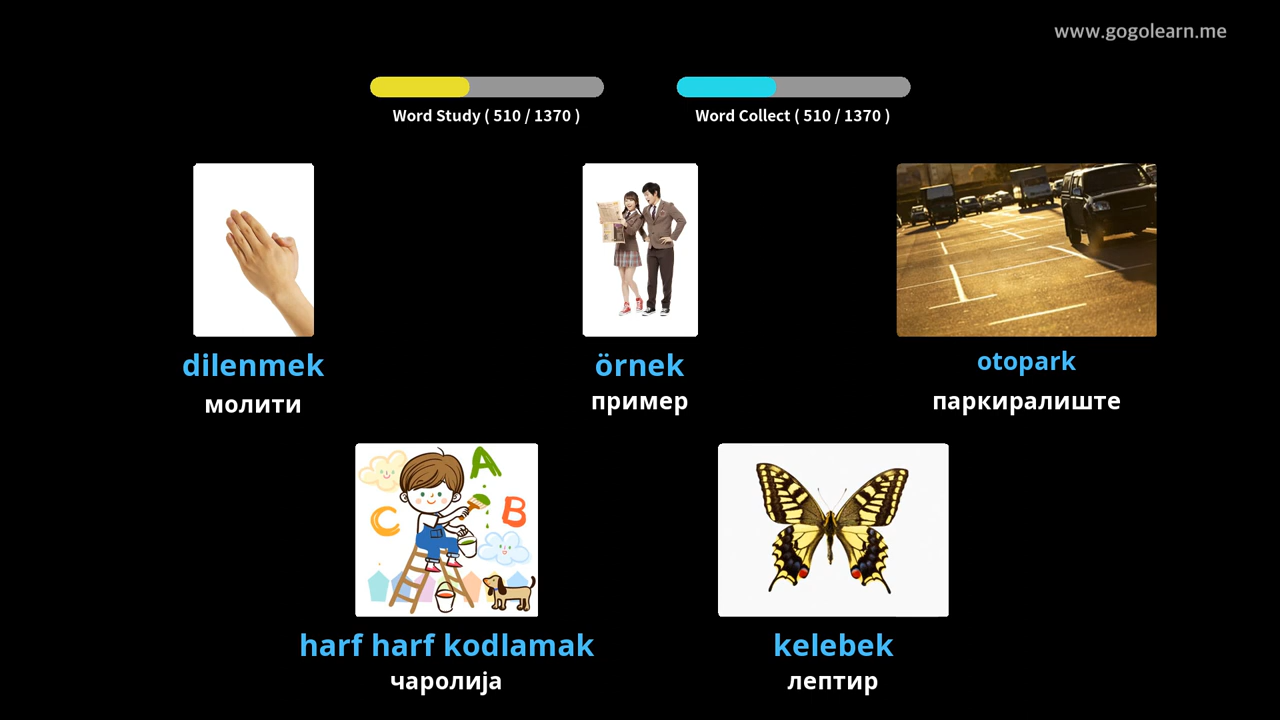 www.gogolearn.me
Word Study ( 510 / 1370 )
Word Collect ( 510 / 1370 )
dilenmek
молити
örnek
пример
otopark
паркиралиште
A
B
C
harf harf kodlamak
чаролија
kelebek
лептир